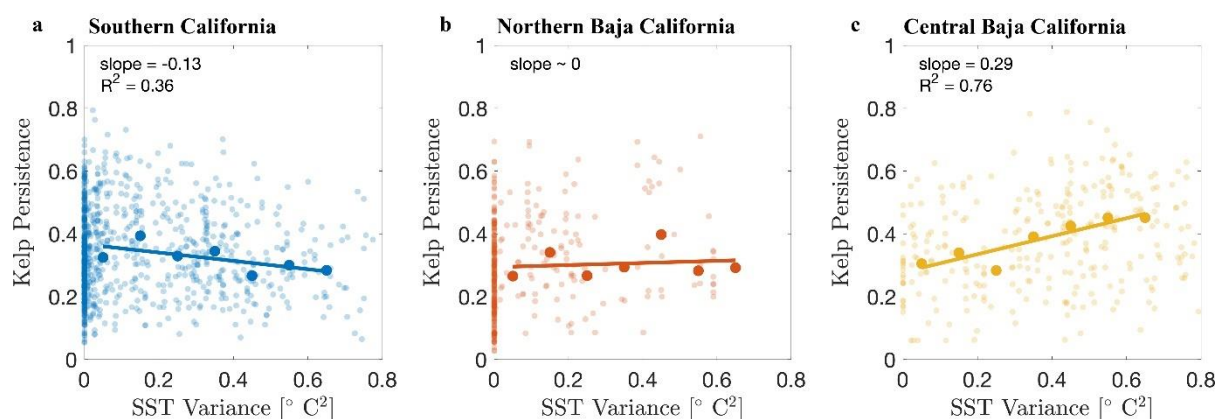 a Southern California
b Northern Baja California
c Central Baja California
slope = -0.13
R² = 0.36
slope ~ 0
slope = 0.29
R² = 0.76
Kelp Persistence
1
0.8
0.6
0.4
0.2
0
0 0.2 0.4 0.6 0.8
SST Variance [° C²]
Kelp Persistence
1
0.8
0.6
0.4
0.2
0
0 0.2 0.4 0.6 0.8
SST Variance [° C²]
Kelp Persistence
1
0.8
0.6
0.4
0.2
0
0 0.2 0.4 0.6 0.8
SST Variance [° C²]